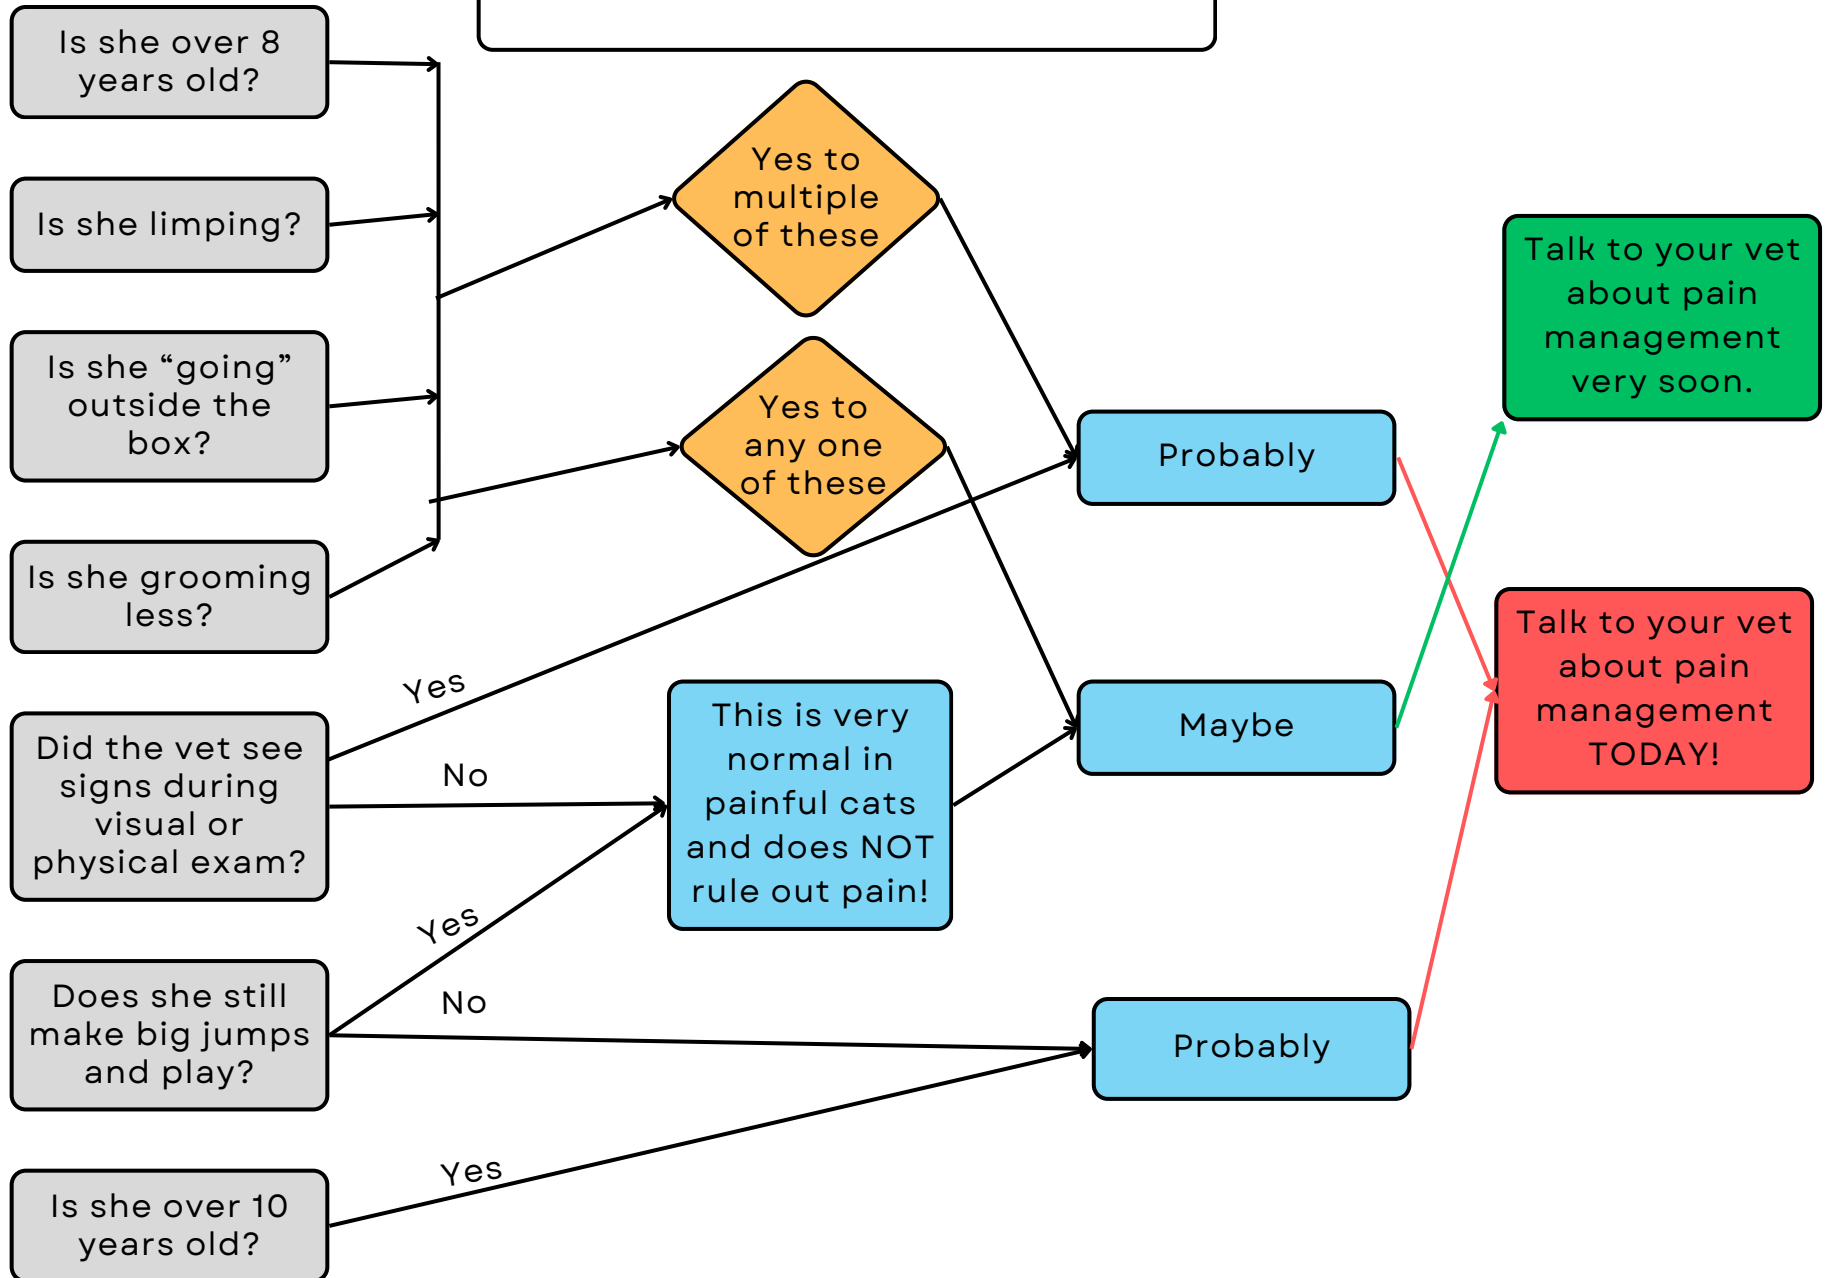 Is she over 8
years old?
Is she limping?
Is she “going”
outside the
box?
Is she grooming
less?
Did the vet see
signs during
visual or
physical exam?
Does she still
make big jumps
and play?
Is she over 10
years old?
Yes
No
Yes
No
Yes
Yes to
multiple
of these
Yes to
any one
of these
This is very
normal in
painful cats
and does NOT
rule out pain!
Probably
Maybe
Probably
Talk to your vet
about pain
management
very soon.
Talk to your vet
about pain
management
TODAY!